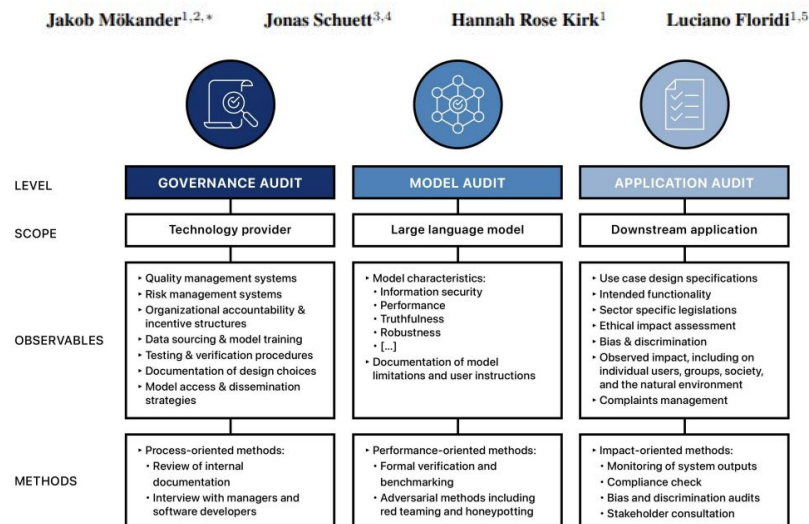 Jakob Mökander1,2,* Jonas Schuett3,4 Hannah Rose Kirk1 Luciano Floridi1,5
LEVEL
GOVERNANCE AUDIT
MODEL AUDIT
APPLICATION AUDIT
SCOPE
Technology provider
Large language model
Downstream application
OBSERVABLES
‣ Quality management systems
‣ Risk management systems
‣ Organizational accountability &
incentive structures
‣ Data sourcing & model training
‣ Testing & verification procedures
‣ Documentation of design choices
‣ Model access & dissemination
strategies
‣ Model characteristics:
• Information security
• Performance
• Truthfulness
• Robustness
• [...]
‣ Documentation of model
limitations and user instructions
‣ Use case design specifications
‣ Intended functionality
‣ Sector specific legislations
‣ Ethical impact assessment
‣ Bias & discrimination
‣ Observed impact, including on
individual users, groups, society,
and the natural environment
‣ Complaints management
METHODS
‣ Process-oriented methods:
• Review of internal
documentation
• Interview with managers and
software developers
‣ Performance-oriented methods:
• Formal verification and
benchmarking
• Adversarial methods including
red teaming and honeypotting
‣ Impact-oriented methods:
• Monitoring of system outputs
• Compliance check
• Bias and discrimination audits
• Stakeholder consultation